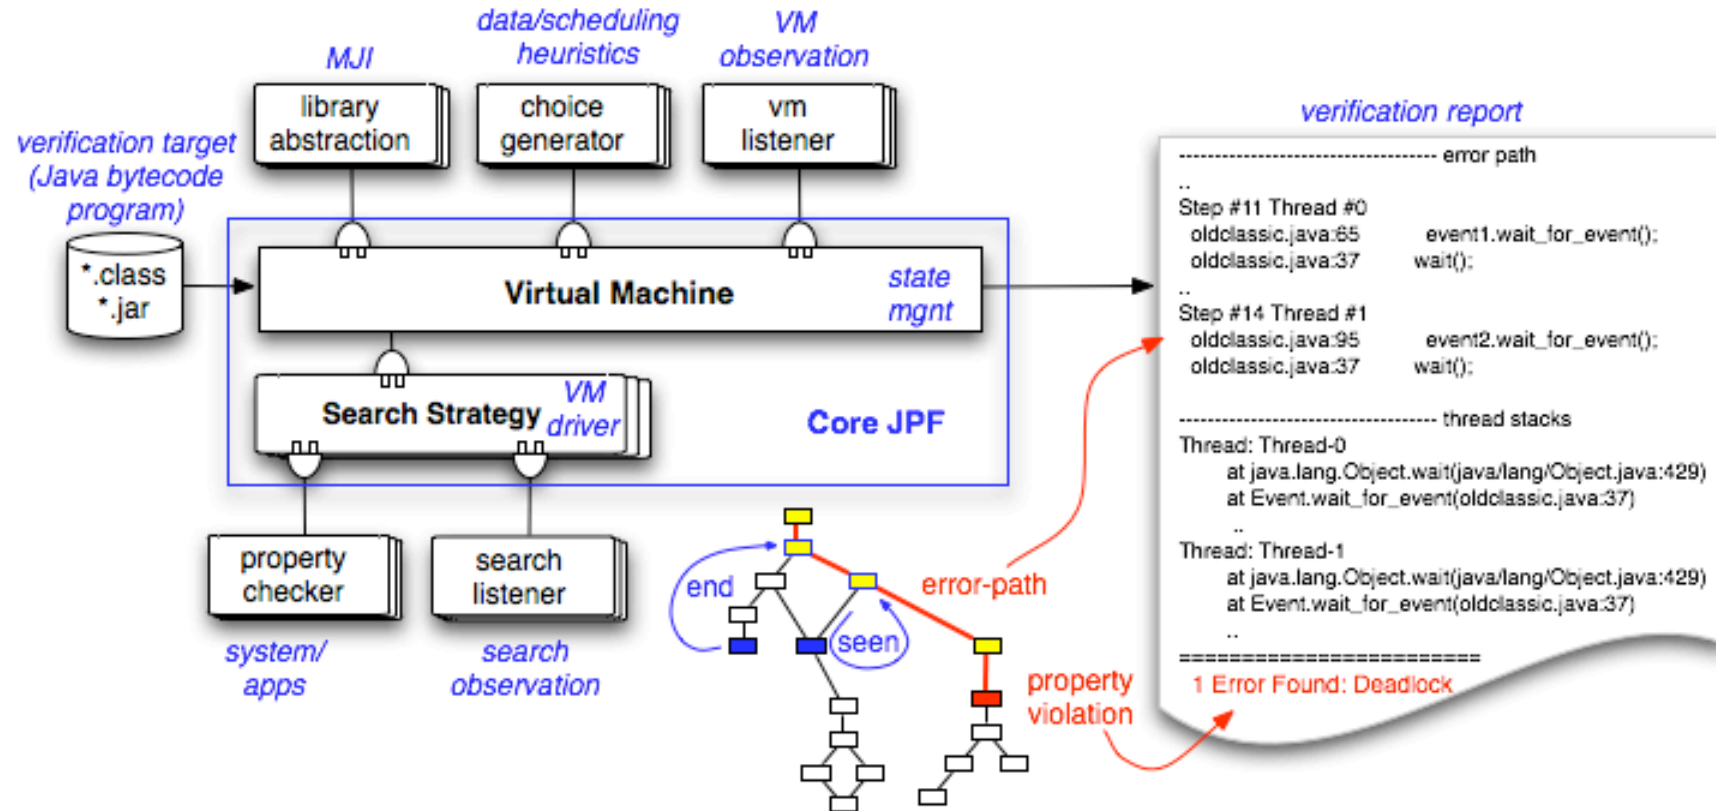 MJI
data/scheduling
heuristics
VM
observation
library
abstraction
choice
generator
vm
listener
verification target
(Java bytecode
program)
*.class
*.jar
Virtual Machine
state
mgnt
Search Strategy
VM
driver
Core JPF
property
checker
search
listener
system/
apps
search
observation
end
seen
error-path
property
violation
verification report
------------------------------------ error path
..
Step #11 Thread #0
oldclassic.java:65 event1.wait_for_event();
oldclassic.java:37 wait();
..
Step #14 Thread #1
oldclassic.java:95 event2.wait_for_event();
oldclassic.java:37 wait();
------------------------------------ thread stacks
Thread: Thread-0
at java.lang.Object.wait(java/lang/Object.java:429)
at Event.wait_for_event(oldclassic.java:37)
..
Thread: Thread-1
at java.lang.Object.wait(java/lang/Object.java:429)
at Event.wait_for_event(oldclassic.java:37)
..
========================
1 Error Found: Deadlock